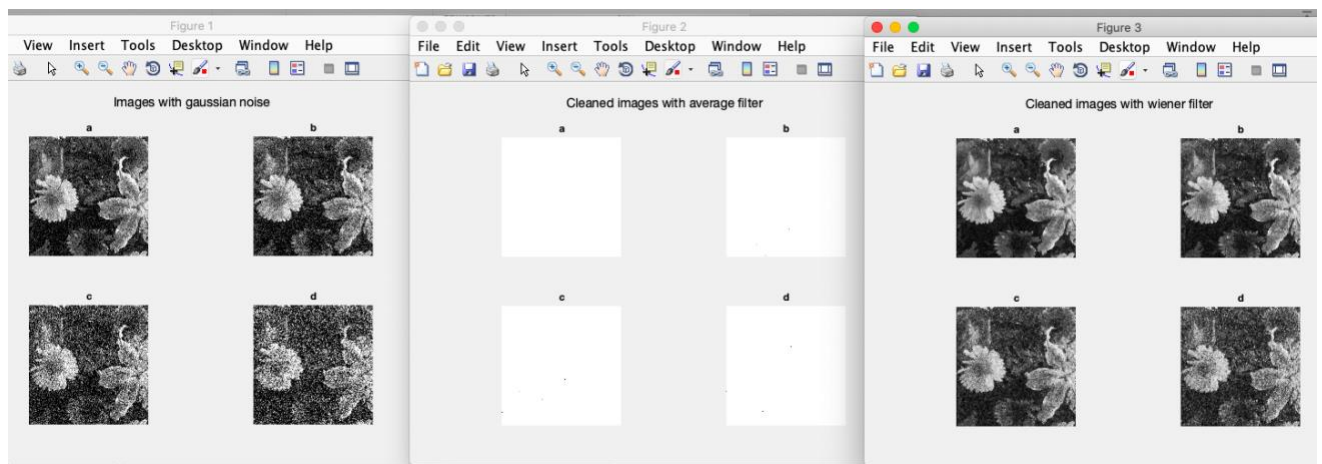 Figure 1
View Insert Tools Desktop Window Help
Images with gaussian noise
a b
c d
Figure 2
File Edit View Insert Tools Desktop Window Help
Cleaned images with average filter
a b
c d
Figure 3
File Edit View Insert Tools Desktop Window Help
Cleaned images with wiener filter
a b
c d